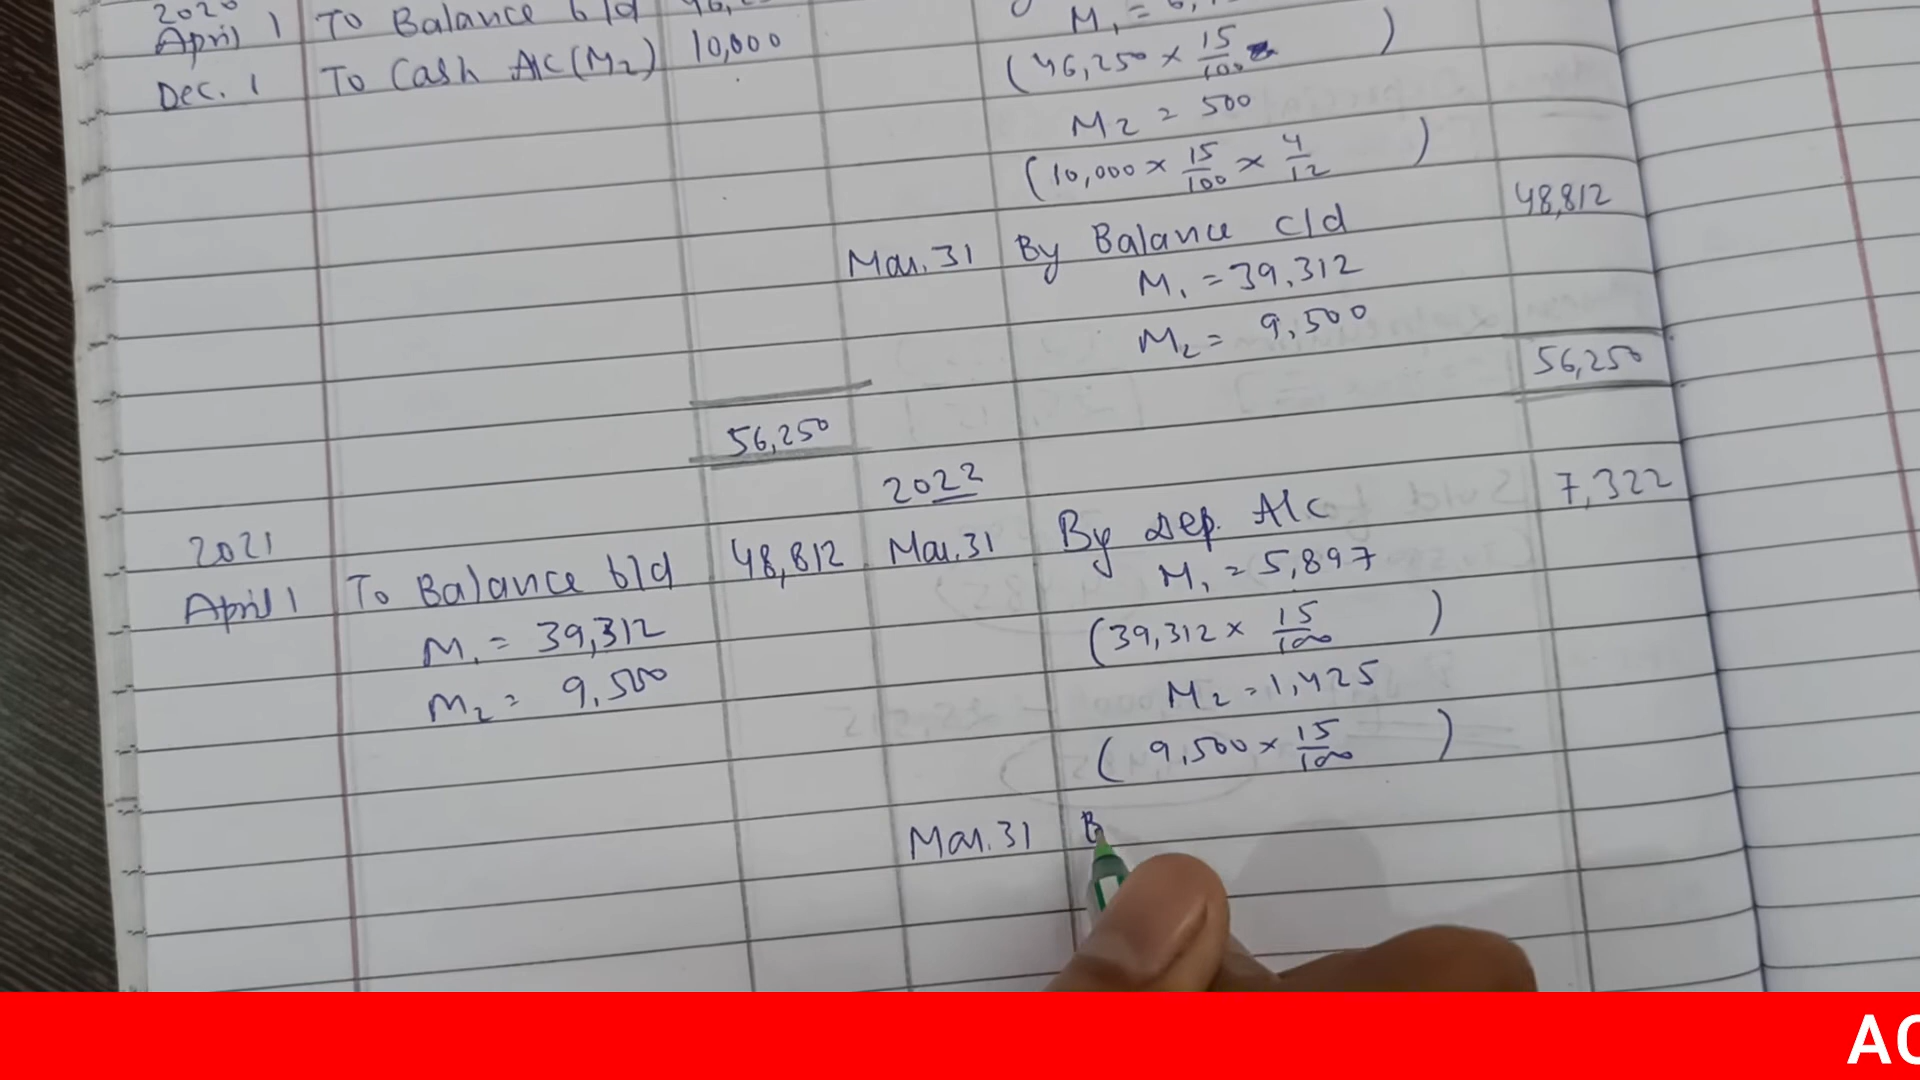 2020
April 1 To Balance b/d
Dec. 1 To Cash A/C (M2) 10,000
M1 =
(46,250 × 15/100 )
M2 = 500
(10,000 × 15/100 × 4/12 )
Mar. 31 By Balance c/d 48,812
M1 = 39,312
M2 = 9,500
56,250 56,250
2021 2022
April 1 To Balance b/d 48,812 Mar. 31 By Dep. A/c 7,322
M1 = 39,312 M1 = 5,897
M2 = 9,500 (39,312 × 15/100 )
M2 = 1,425
( 9,500 × 15/100 )
Mar. 31 B
AC